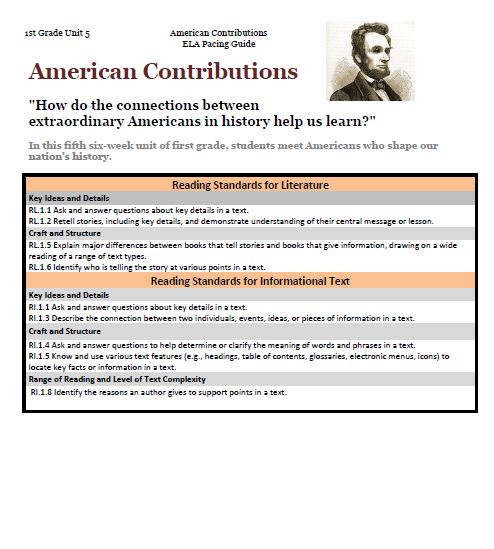 1st Grade Unit 5
American Contributions
ELA Pacing Guide
American Contributions
"How do the connections between
extraordinary Americans in history help us learn?"
In this fifth six-week unit of first grade, students meet Americans who shape our
nation's history.
Reading Standards for Literature
Key Ideas and Details
RL.1.1 Ask and answer questions about key details in a text.
RL.1.2 Retell stories, including key details, and demonstrate understanding of their central message or lesson.
Craft and Structure
RL.1.5 Explain major differences between books that tell stories and books that give information, drawing on a wide
reading of a range of text types.
RL.1.6 Identify who is telling the story at various points in a text.
Reading Standards for Informational Text
Key Ideas and Details
RI.1.1 Ask and answer questions about key details in a text.
RI.1.3 Describe the connection between two individuals, events, ideas, or pieces of information in a text.
Craft and Structure
RI.1.4 Ask and answer questions to help determine or clarify the meaning of words and phrases in a text.
RI.1.5 Know and use various text features (e.g., headings, table of contents, glossaries, electronic menus, icons) to
locate key facts or information in a text.
Range of Reading and Level of Text Complexity
RI.1.8 Identify the reasons an author gives to support points in a text.